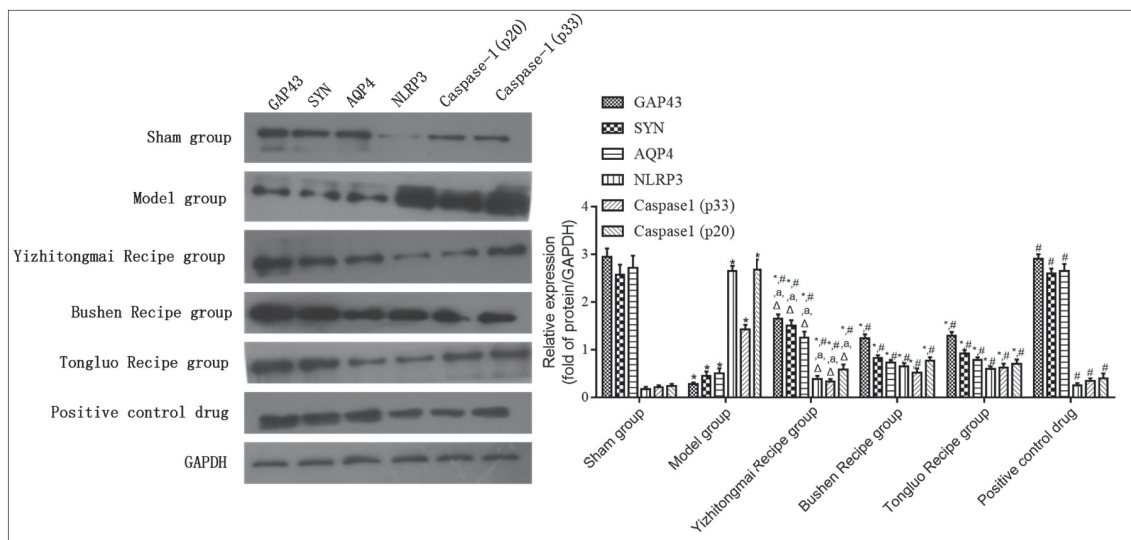 GAP43
SYN
AQP4
NLRP3
Caspase-1 (p20)
Caspase-1 (p33)
Sham group
Model group
Yizhitongmai Recipe group
Bushen Recipe group
Tongluo Recipe group
Positive control drug
GAPDH
GAP43
SYN
AQP4
NLRP3
Caspase1 (p33)
Caspase1 (p20)
Relative expression
(fold of protein/GAPDH)
4
3
2
1
0
* * * * * *
*,# ,a, Δ
*,# ,a, Δ
*,# ,a, Δ
*,# ,a, Δ
*,# ,a, Δ
*,# ,a, Δ
*,# *,# *,# *,# *,# *,#
*,# *,# *,# *,# *,# *,#
# # # # # #
Sham group
Model group
Yizhitongmai Recipe group
Bushen Recipe group
Tongluo Recipe group
Positive control drug